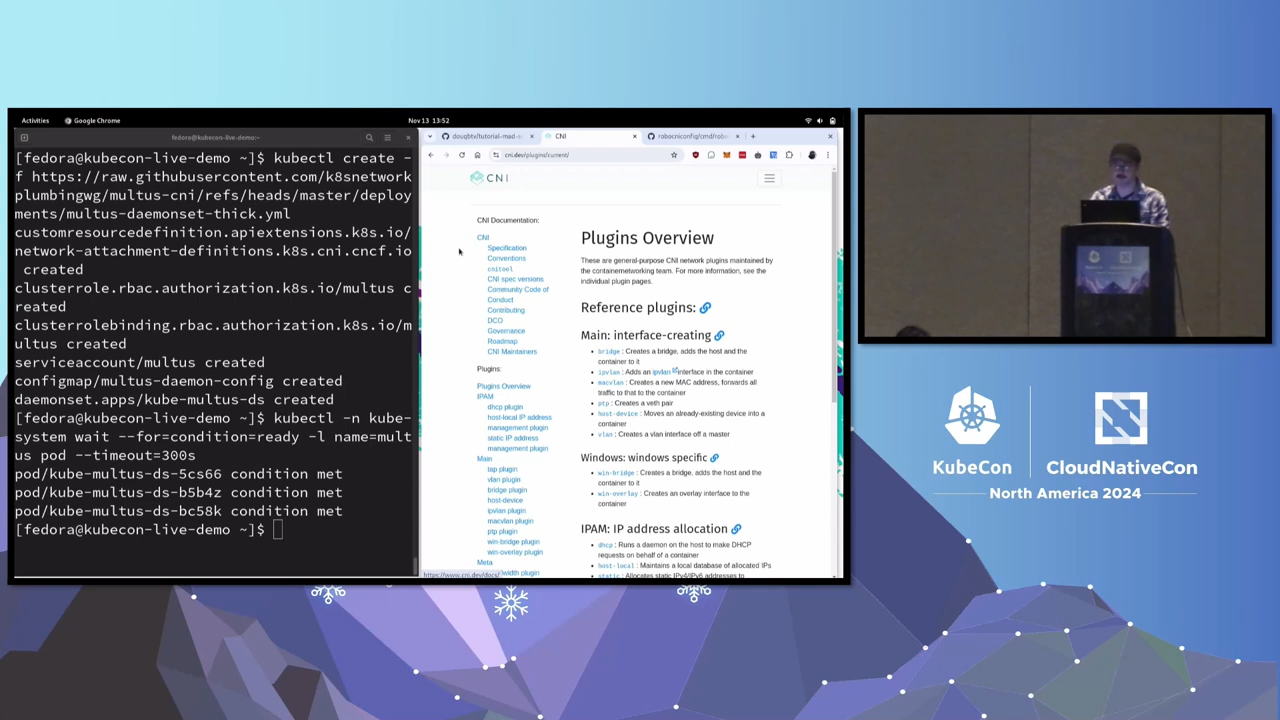 Activities
Google Chrome
Nov 13 13:52
fedora@kubecon-live-demo:~
[fedora@kubecon-live-demo ~]$ kubectl create -
f https://raw.githubusercontent.com/k8snetwork
plumbingwg/multus-cni/refs/heads/master/deploy
ments/multus-daemonset-thick.yml
customresourcedefinition.apiextensions.k8s.io/
network-attachment-definitions.k8s.cni.cncf.io
created
clusterrole.rbac.authorization.k8s.io/multus c
reated
clusterrolebinding.rbac.authorization.k8s.io/m
ultus created
serviceaccount/multus created
configmap/multus-daemon-config created
daemonset.apps/kube-multus-ds created
[fedora@kubecon-live-demo ~]$ kubectl -n kube-
system wait --for=condition=ready -l name=mult
us pod --timeout=300s
condition met
condition met
condition met
[fedora@kubecon-live-demo ~]$
CNI
cni.dev/plugins/current/
CNI
CNI Documentation:
CNI
Specification
Conventions
cnitool
CNI spec versions
Community Code of
Conduct
Contributing
DCO
Governance
Roadmap
CNI Maintainers
Plugins:
Plugins Overview
IPAM
dhcp plugin
host-local IP address
management plugin
static IP address
management plugin
Main
tap plugin
vlan plugin
bridge plugin
host-device
ipvlan plugin
macvlan plugin
ptp plugin
win-bridge plugin
win-overlay plugin
Meta
https://www.cni.dev/docs/
Plugins Overview
These are general-purpose CNI network plugins maintained by
the containernetworking team. For more information, see the
individual plugin pages.
Reference plugins:
Main: interface-creating
bridge : Creates a bridge, adds the host and the
container to it
ipvlan : Adds an ipvlan interface in the container
macvlan : Creates a new MAC address, forwards all
traffic to that to the container
ptp : Creates a veth pair
host-device : Moves an already-existing device into a
container
vlan : Creates a vlan interface off a master
Windows: windows specific
win-bridge : Creates a bridge, adds the host and the
container to it
win-overlay : Creates an overlay interface to the
container
IPAM: IP address allocation
dhcp : Runs a daemon on the host to make DHCP
requests on behalf of a container
host-local : Maintains a local database of allocated IPs
static : Allocates static IPv4/IPv6 addresses to
KubeCon
CloudNativeCon
North America 2024